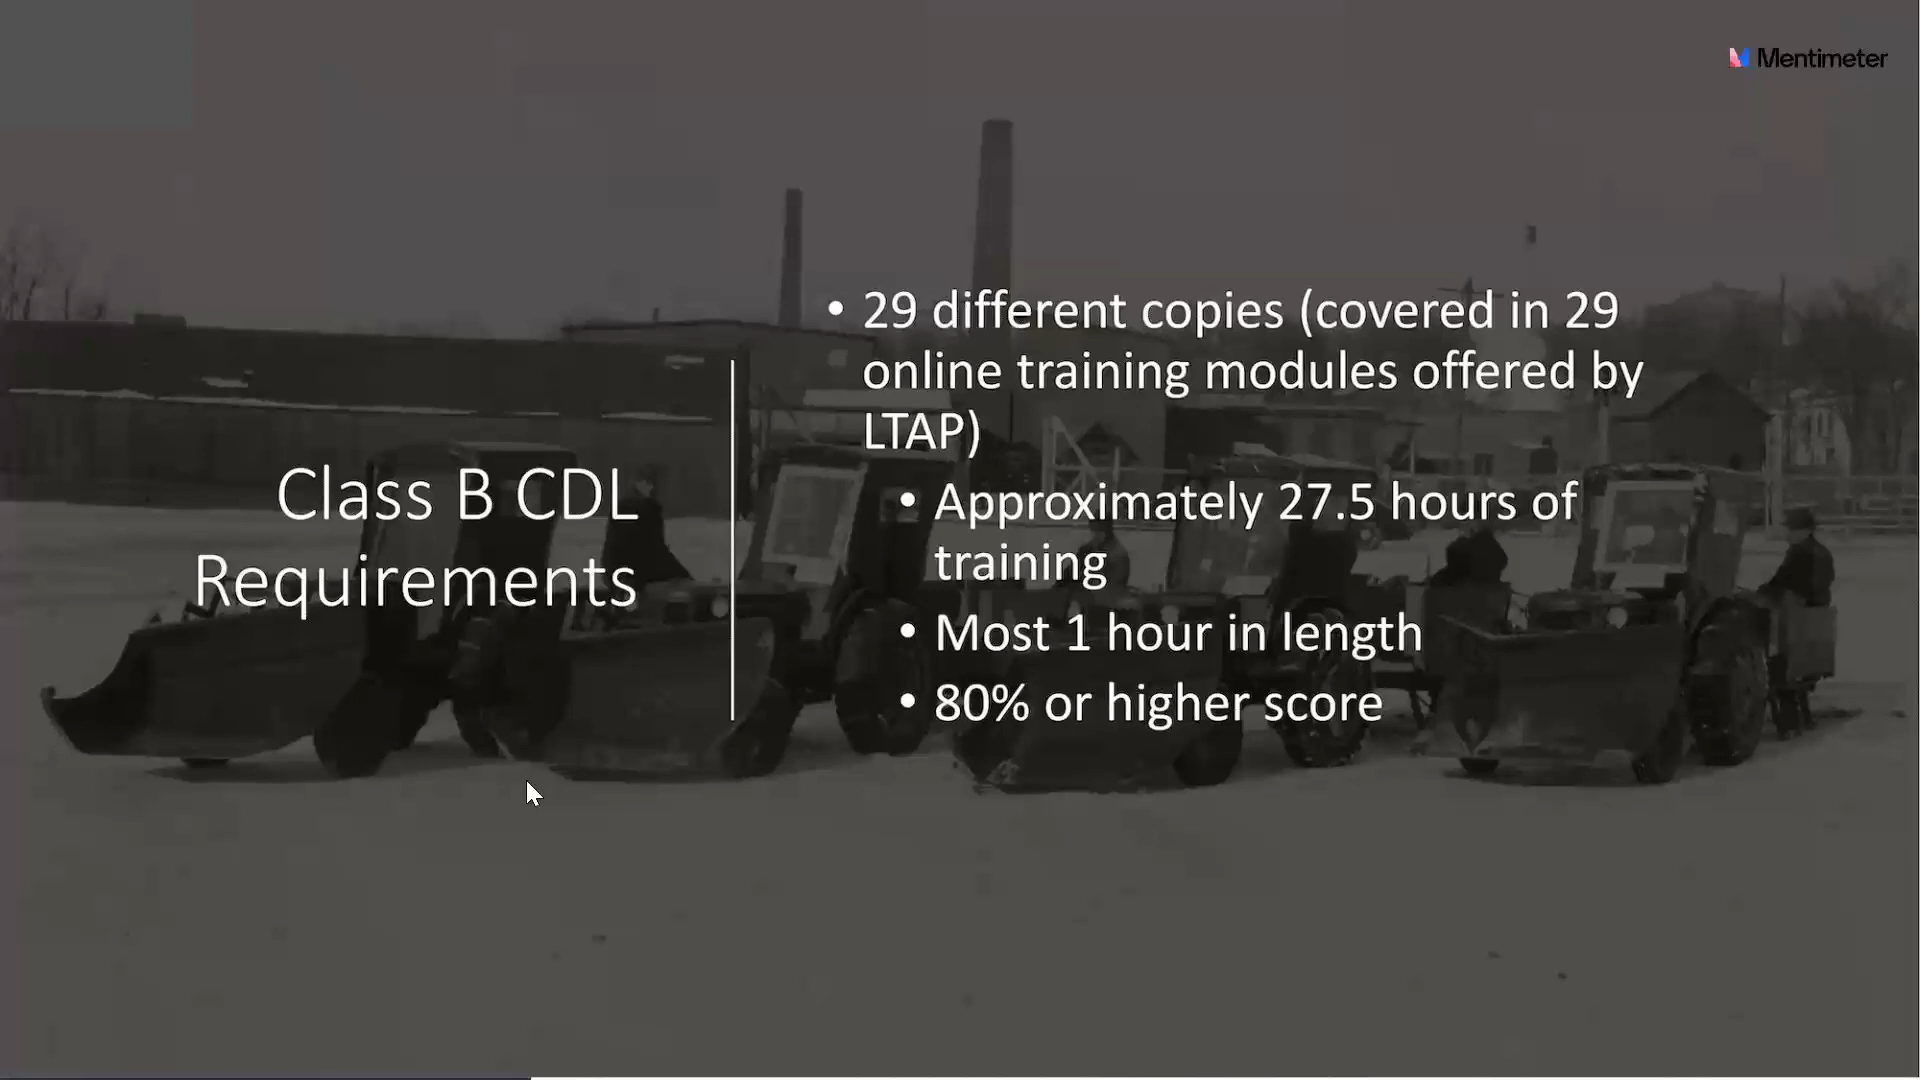 Mentimeter
Class B CDL
Requirements
• 29 different copies (covered in 29
online training modules offered by
LTAP)
• Approximately 27.5 hours of
training
• Most 1 hour in length
• 80% or higher score